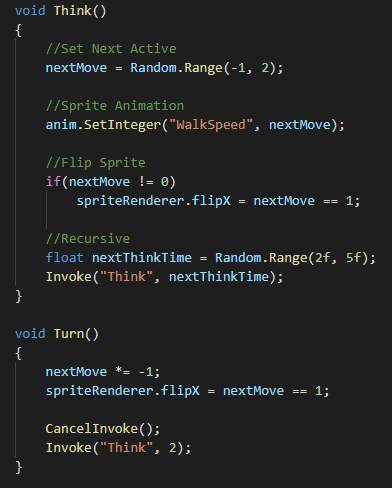 void Think()
{
    //Set Next Active
    nextMove = Random.Range(-1, 2);

    //Sprite Animation
    anim.SetInteger("WalkSpeed", nextMove);

    //Flip Sprite
    if(nextMove != 0)
        spriteRenderer.flipX = nextMove == 1;

    //Recursive
    float nextThinkTime = Random.Range(2f, 5f);
    Invoke("Think", nextThinkTime);
}

void Turn()
{
    nextMove *= -1;
    spriteRenderer.flipX = nextMove == 1;

    CancelInvoke();
    Invoke("Think", 2);
}